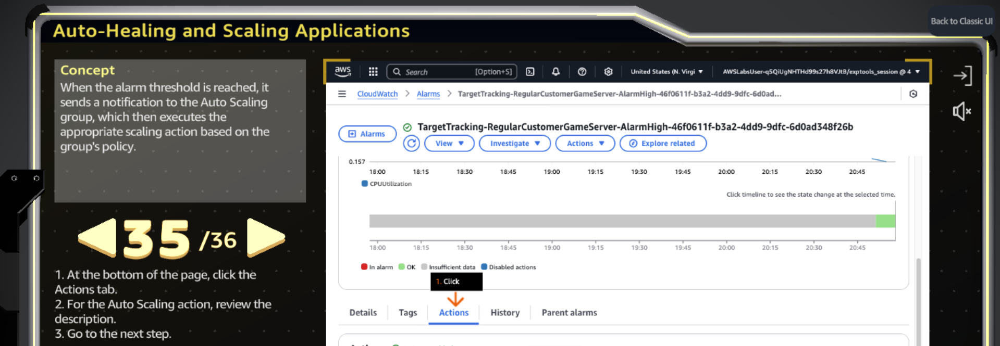 Back to Classic UI
Auto-Healing and Scaling Applications
Concept
When the alarm threshold is reached, it
sends a notification to the Auto Scaling
group, which then executes the
appropriate scaling action based on the
group's policy.
35 /36
1. At the bottom of the page, click the
Actions tab.
2. For the Auto Scaling action, review the
description.
3. Go to the next step.
aws Search [Option+S] United States (N. Virgi AWSLabsUser-q5QiUgNHTHd99s27h8VJtB/exptools_session @ 4
CloudWatch > Alarms > TargetTracking-RegularCustomerGameServer-AlarmHigh-46f0611f-b3a2-4dd9-9dfc-6d0ad...
Alarms
TargetTracking-RegularCustomerGameServer-AlarmHigh-46f0611f-b3a2-4dd9-9dfc-6d0ad348f26b
View Investigate Actions Explore related
0.157
18:00 18:15 18:30 18:45 19:00 19:15 19:30 19:45 20:00 20:15 20:30 20:45
CPUUtilization
Click timeline to see the state change at the selected time.
18:00 18:15 18:30 18:45 19:00 19:15 19:30 19:45 20:00 20:15 20:30 20:45
In alarm OK Insufficient data Disabled actions
1. Click
Details Tags Actions History Parent alarms